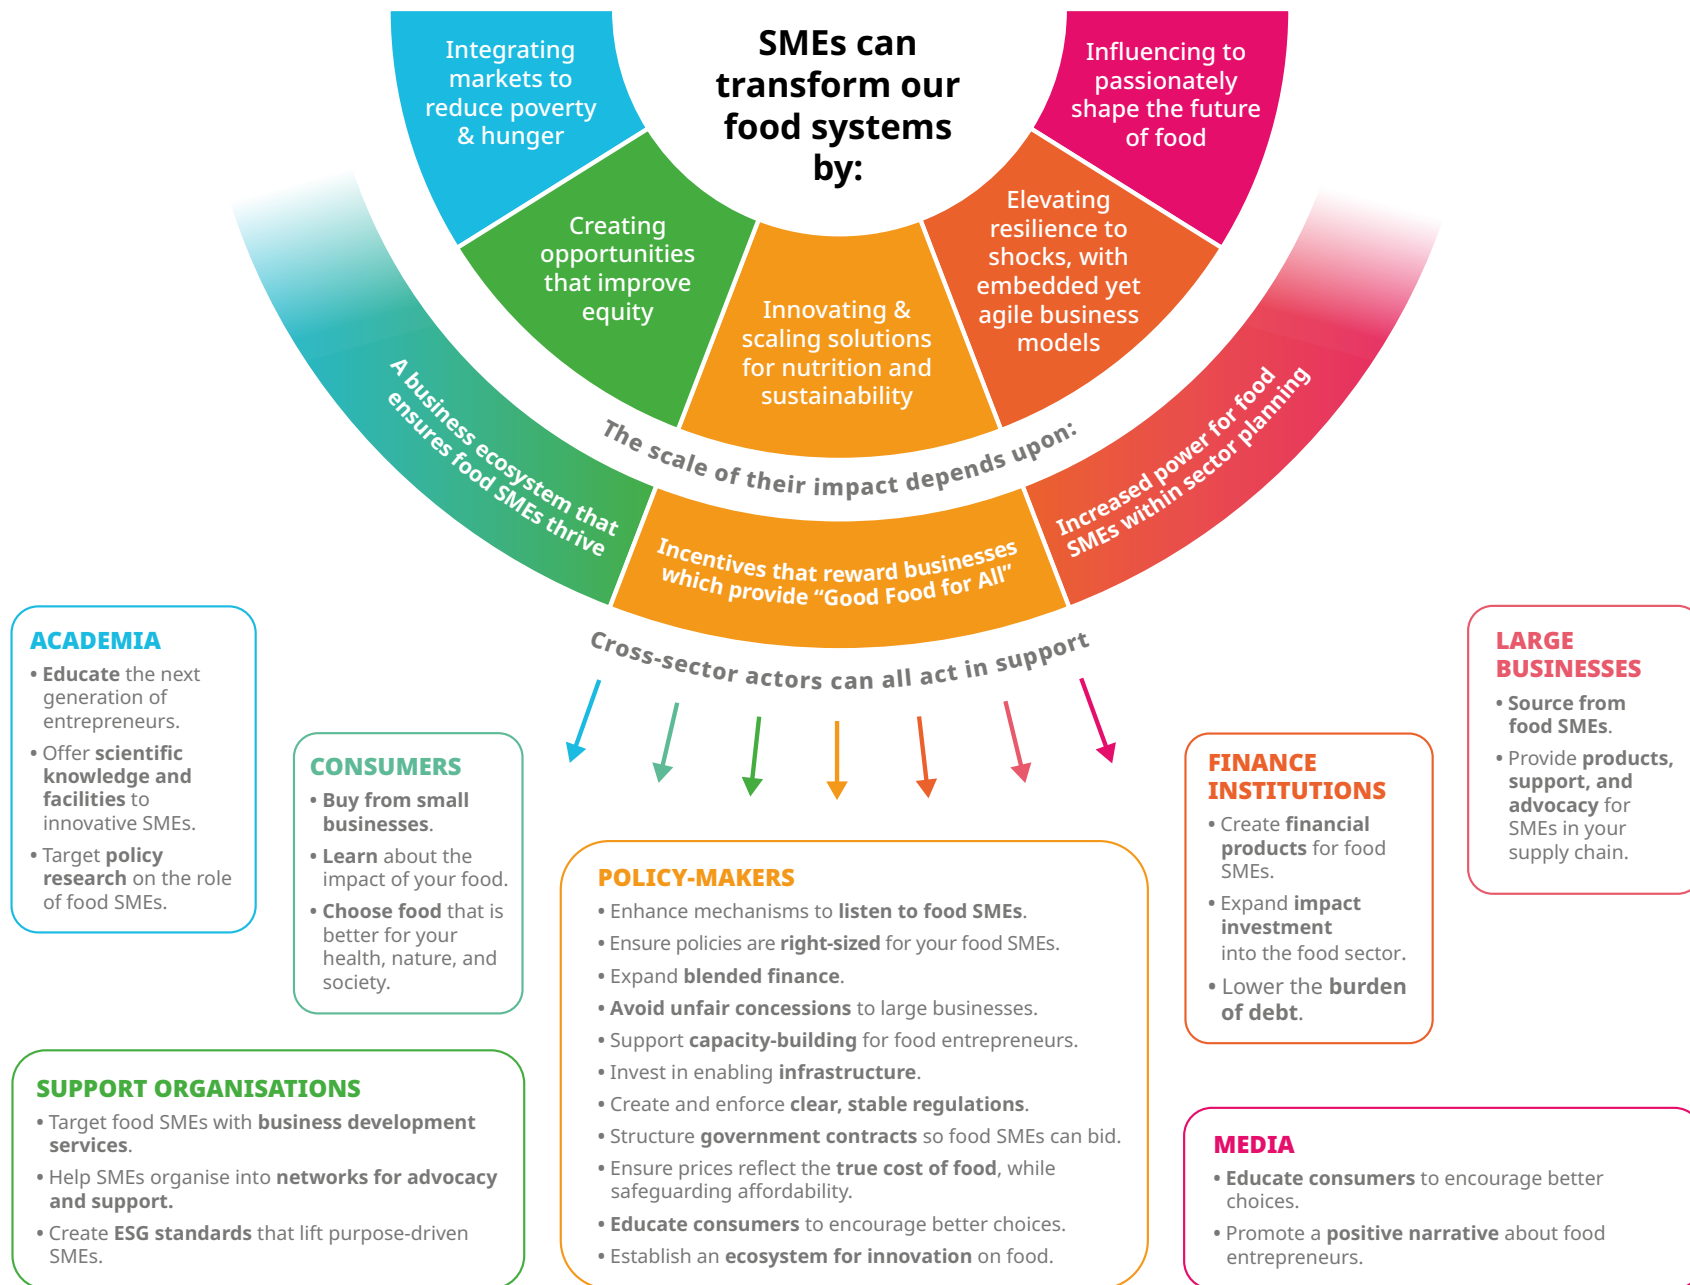 SMEs can
transform our
food systems
by:
Integrating
markets to
reduce poverty
& hunger
Creating
opportunities
that improve
equity
Innovating &
scaling solutions
for nutrition and
sustainability
Elevating
resilience to
shocks, with
embedded yet
agile business
models
Influencing to
passionately
shape the future
of food
The scale of their impact depends upon:
A business ecosystem that
ensures food SMEs thrive
Incentives that reward businesses
which provide “Good Food for All”
Increased power for food
SMEs within sector planning
Cross-sector actors can all act in support
ACADEMIA
• Educate the next
generation of
entrepreneurs.
• Offer scientific
knowledge and
facilities to
innovative SMEs.
• Target policy
research on the role
of food SMEs.
CONSUMERS
• Buy from small
businesses.
• Learn about the
impact of your food.
• Choose food that is
better for your
health, nature, and
society.
SUPPORT ORGANISATIONS
• Target food SMEs with business development
services.
• Help SMEs organise into networks for advocacy
and support.
• Create ESG standards that lift purpose-driven
SMEs.
POLICY-MAKERS
• Enhance mechanisms to listen to food SMEs.
• Ensure policies are right-sized for your food SMEs.
• Expand blended finance.
• Avoid unfair concessions to large businesses.
• Support capacity-building for food entrepreneurs.
• Invest in enabling infrastructure.
• Create and enforce clear, stable regulations.
• Structure government contracts so food SMEs can bid.
• Ensure prices reflect the true cost of food, while
safeguarding affordability.
• Educate consumers to encourage better choices.
• Establish an ecosystem for innovation on food.
FINANCE
INSTITUTIONS
• Create financial
products for food
SMEs.
• Expand impact
investment
into the food sector.
• Lower the burden
of debt.
LARGE
BUSINESSES
• Source from
food SMEs.
• Provide products,
support, and
advocacy for
SMEs in your
supply chain.
MEDIA
• Educate consumers to encourage better
choices.
• Promote a positive narrative about food
entrepreneurs.